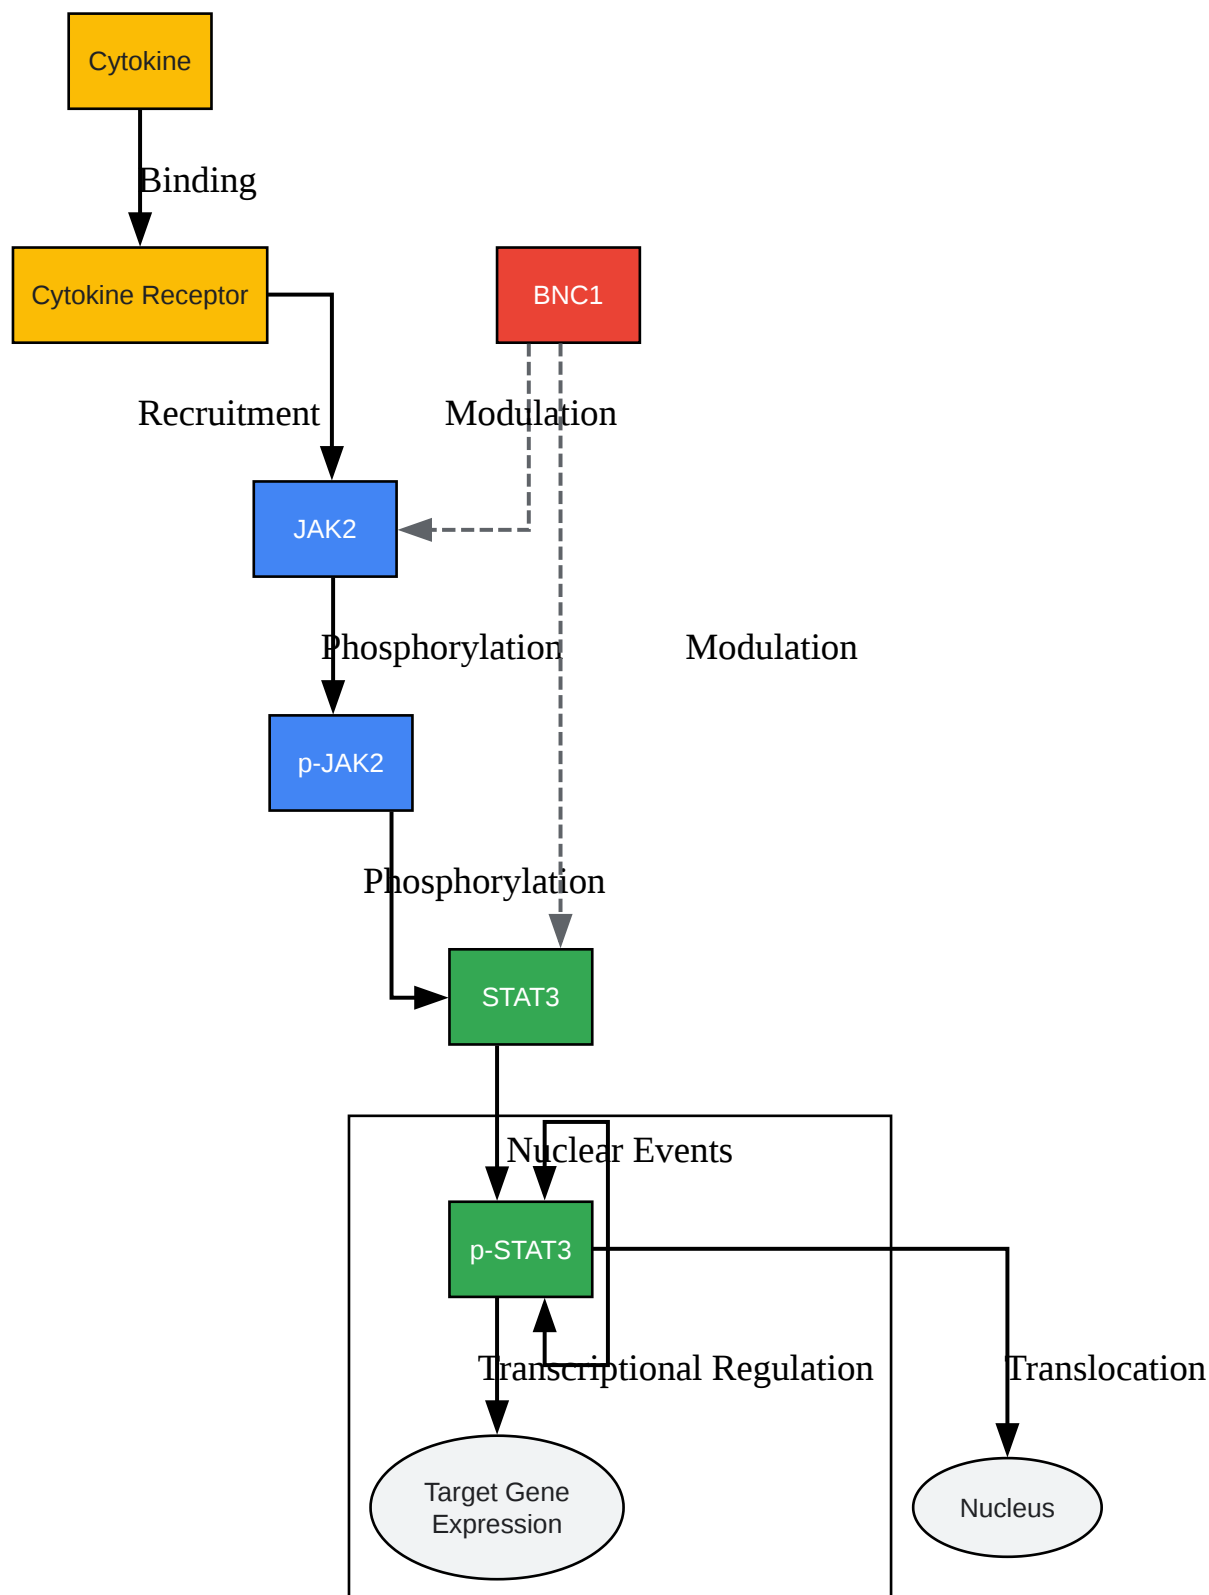 Cytokine
Binding
Cytokine Receptor
BNC1
Recruitment
Modulation
JAK2
Phosphorylation
Modulation
p-JAK2
Phosphorylation
STAT3
Nuclear Events
p-STAT3
Transcriptional Regulation
Translocation
Target Gene
Expression
Nucleus